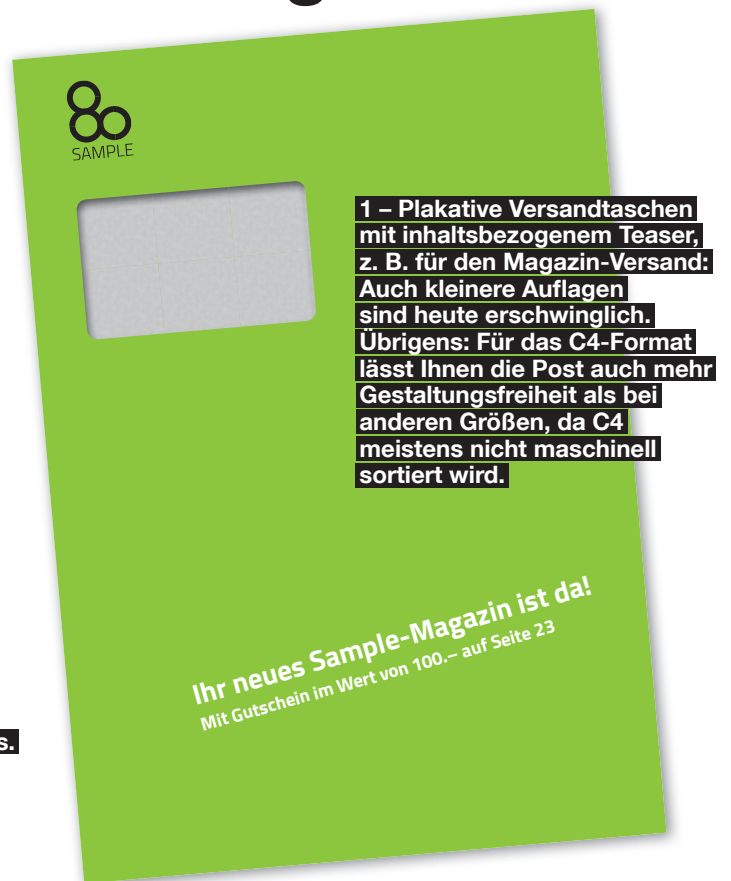 SAMPLE
1 – Plakative Versandtaschen
mit inhaltsbezogenem Teaser,
z. B. für den Magazin-Versand:
Auch kleinere Auflagen
sind heute erschwinglich.
Übrigens: Für das C4-Format
lässt Ihnen die Post auch mehr
Gestaltungsfreiheit als bei
anderen Größen, da C4
meistens nicht maschinell
sortiert wird.
Ihr neues Sample-Magazin ist da!
Mit Gutschein im Wert von 100.– auf Seite 23
s.